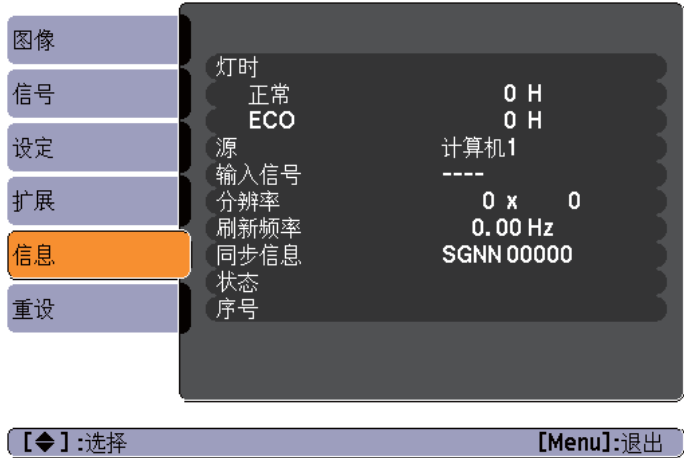 图像
信号
设定
扩展
信息
重设
灯时
正常 0 H
ECO 0 H
源 计算机1
输入信号 ----
分辨率 0 x 0
刷新频率 0.00 Hz
同步信息 SGNN 00000
状态
序号
[◆]:选择 [Menu]:退出